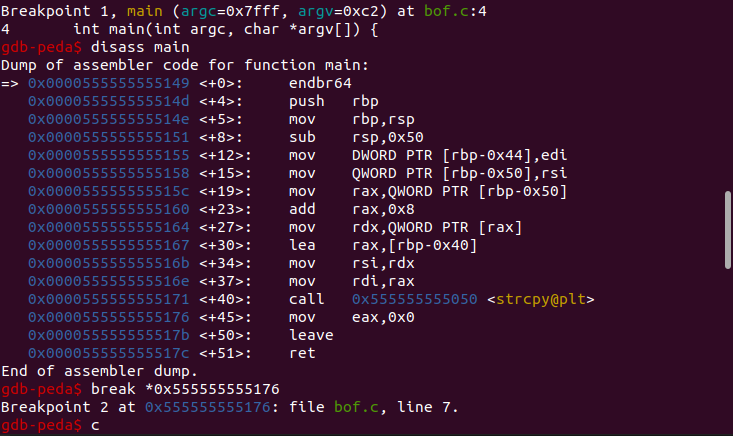 Breakpoint 1, main (argc=0x7fff, argv=0xc2) at bof.c:4
4       int main(int argc, char *argv[]) {
gdb-peda$ disass main
Dump of assembler code for function main:
=> 0x0000555555555149 <+0>:     endbr64
   0x000055555555514d <+4>:     push   rbp
   0x000055555555514e <+5>:     mov    rbp,rsp
   0x0000555555555151 <+8>:     sub    rsp,0x50
   0x0000555555555155 <+12>:    mov    DWORD PTR [rbp-0x44],edi
   0x0000555555555158 <+15>:    mov    QWORD PTR [rbp-0x50],rsi
   0x000055555555515c <+19>:    mov    rax,QWORD PTR [rbp-0x50]
   0x0000555555555160 <+23>:    add    rax,0x8
   0x0000555555555164 <+27>:    mov    rdx,QWORD PTR [rax]
   0x0000555555555167 <+30>:    lea    rax,[rbp-0x40]
   0x000055555555516b <+34>:    mov    rsi,rdx
   0x000055555555516e <+37>:    mov    rdi,rax
   0x0000555555555171 <+40>:    call   0x555555555050 <strcpy@plt>
   0x0000555555555176 <+45>:    mov    eax,0x0
   0x000055555555517b <+50>:    leave
   0x000055555555517c <+51>:    ret
End of assembler dump.
gdb-peda$ break *0x555555555176
Breakpoint 2 at 0x555555555176: file bof.c, line 7.
gdb-peda$ c